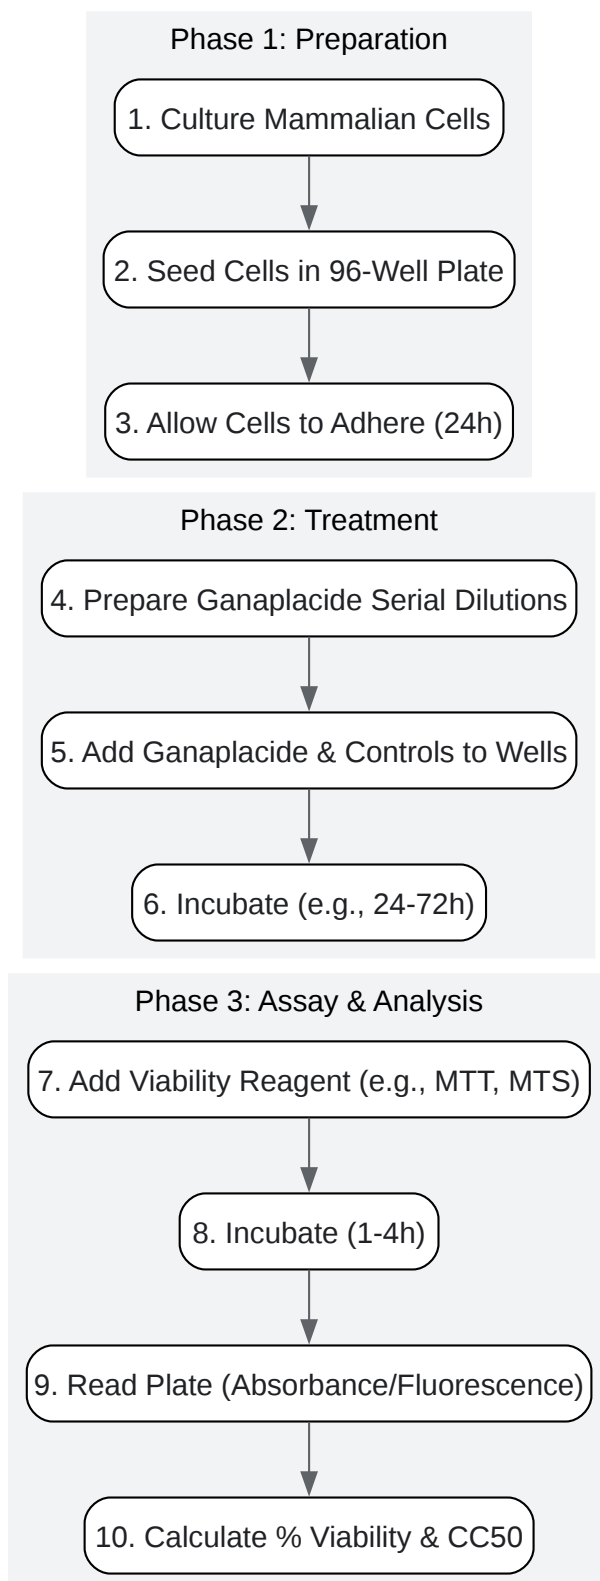 Phase 1: Preparation
1. Culture Mammalian Cells
2. Seed Cells in 96-Well Plate
3. Allow Cells to Adhere (24h)
Phase 2: Treatment
4. Prepare Ganaplacide Serial Dilutions
5. Add Ganaplacide & Controls to Wells
6. Incubate (e.g., 24-72h)
Phase 3: Assay & Analysis
7. Add Viability Reagent (e.g., MTT, MTS)
8. Incubate (1-4h)
9. Read Plate (Absorbance/Fluorescence)
10. Calculate % Viability & CC50